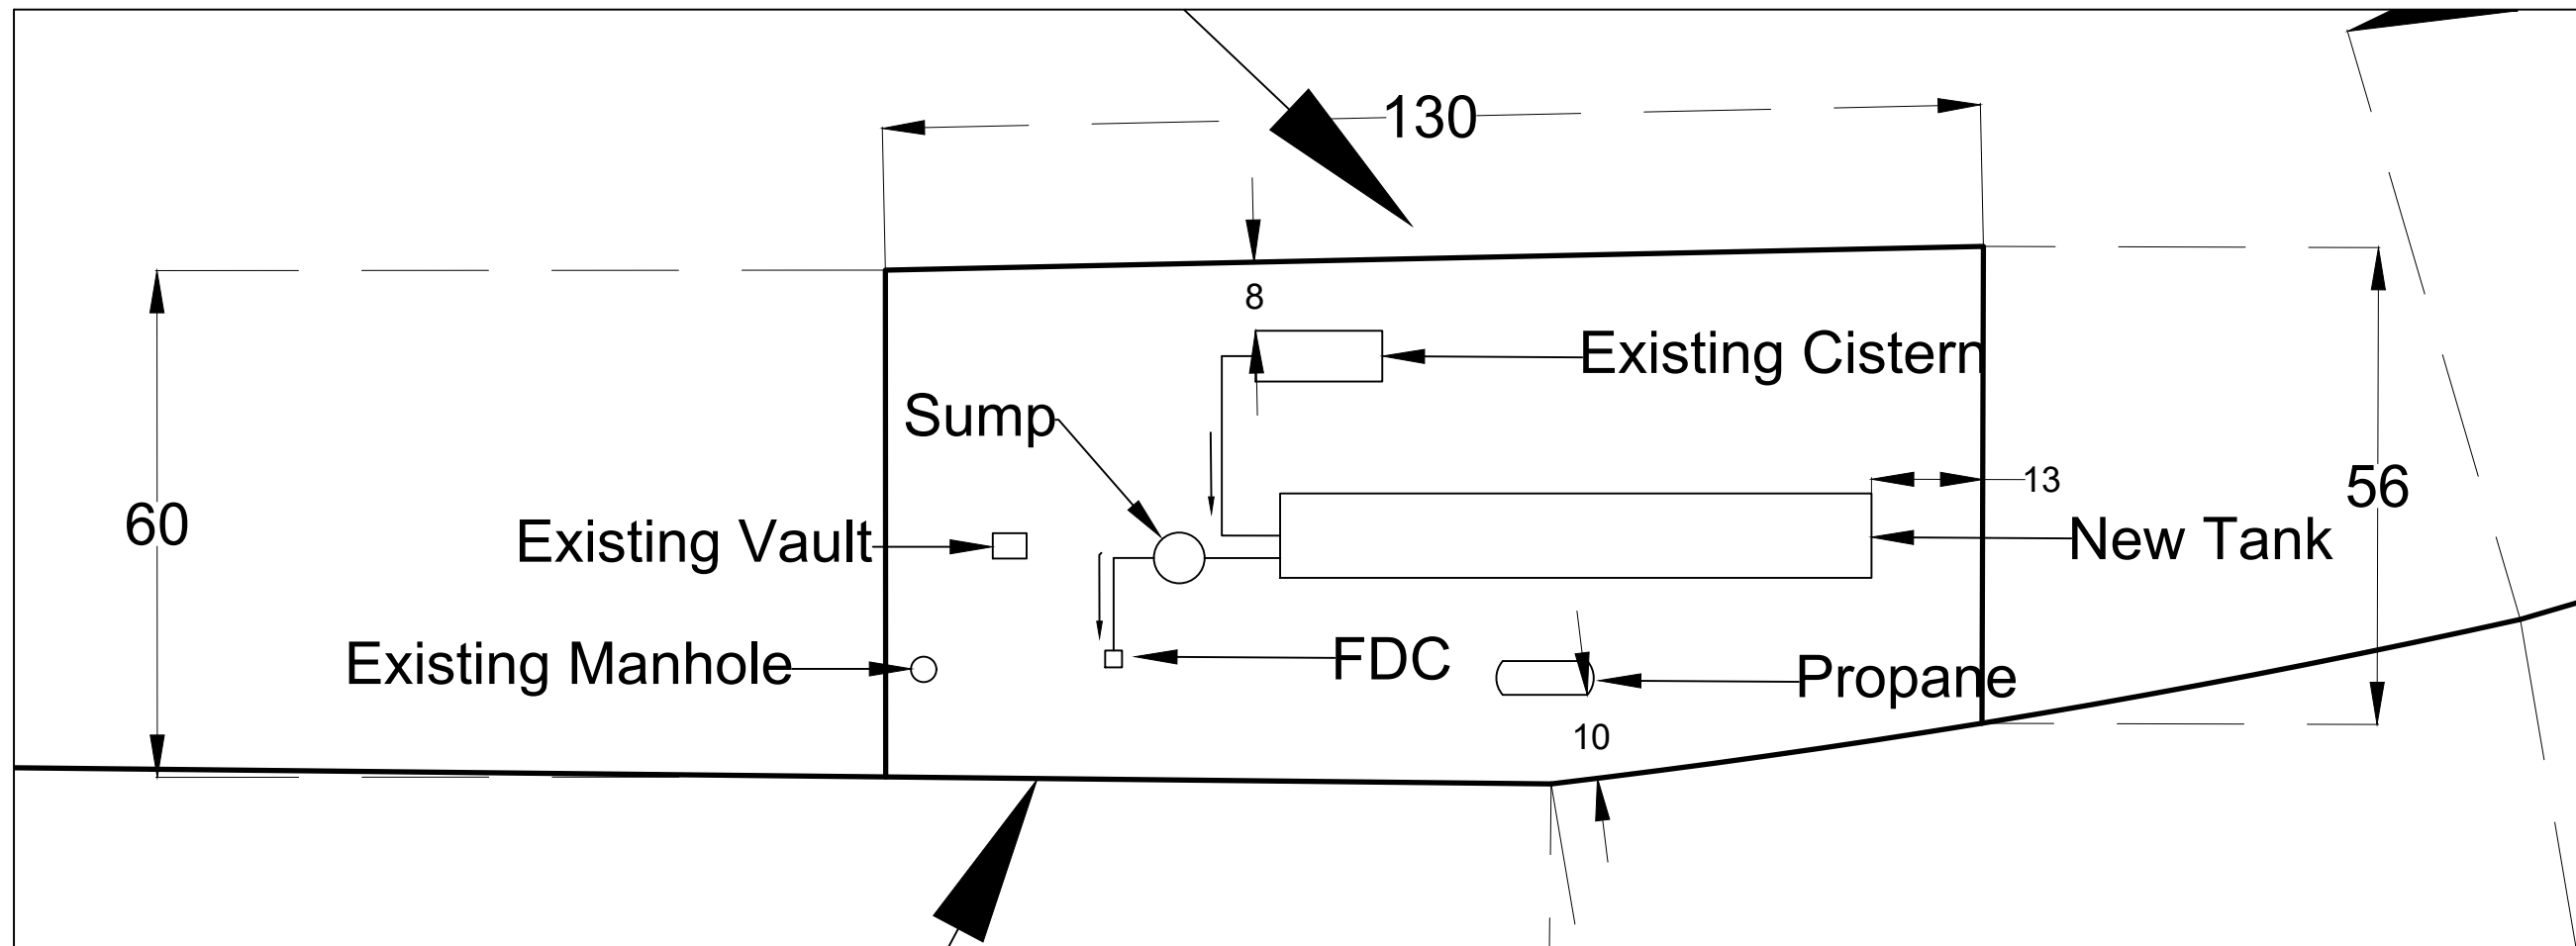 130
8
Existing Cistern
Sump
13
60
56
Existing Vault
New Tank
Existing Manhole
FDC
Propane
10